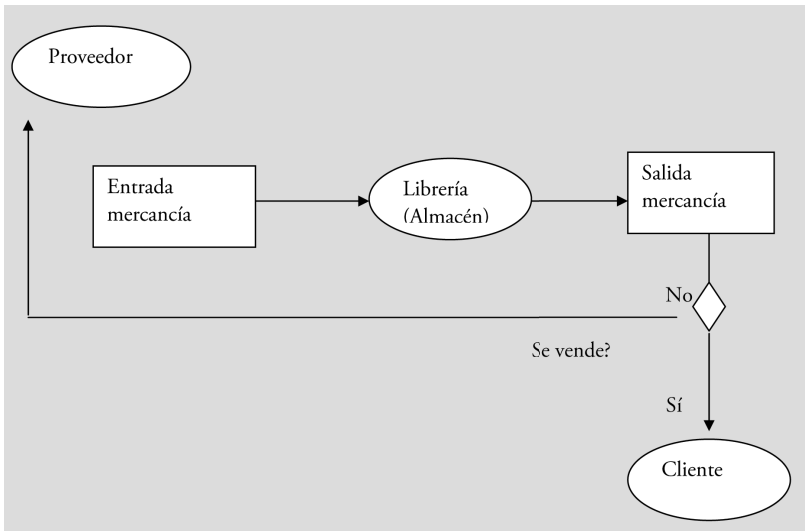 Proveedor
Entrada
mercancía
Librería
(Almacén)
Salida
mercancía
No
Se vende?
Sí
Cliente